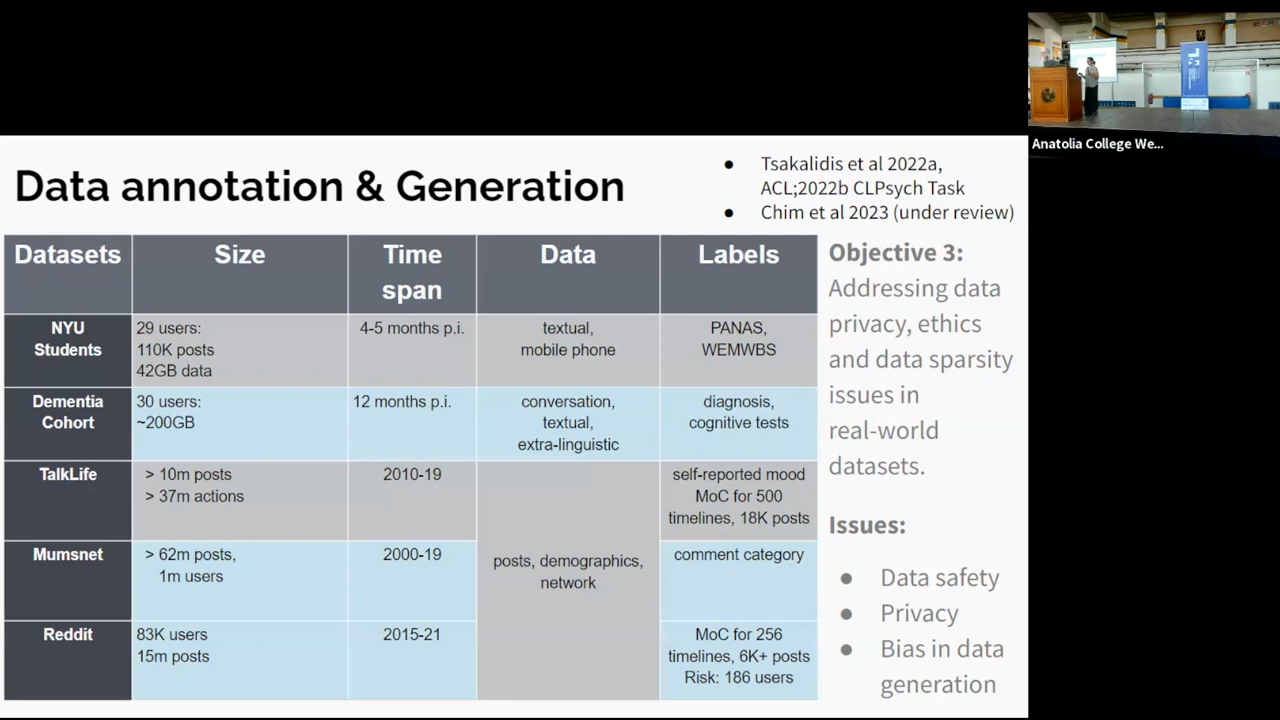 Anatolia College We...
Data annotation & Generation
● Tsakalidis et al 2022a,
ACL;2022b CLPsych Task
● Chim et al 2023 (under review)
Datasets Size Time span Data Labels
NYU Students
29 users:
110K posts
42GB data
4-5 months p.i.
textual,
mobile phone
PANAS,
WEMWBS
Dementia Cohort
30 users:
~200GB
12 months p.i.
conversation,
textual,
extra-linguistic
diagnosis,
cognitive tests
TalkLife
> 10m posts
> 37m actions
2010-19
posts, demographics,
network
self-reported mood
MoC for 500
timelines, 18K posts
Mumsnet
> 62m posts,
1m users
2000-19
comment category
Reddit
83K users
15m posts
2015-21
MoC for 256
timelines, 6K+ posts
Risk: 186 users
Objective 3:
Addressing data
privacy, ethics
and data sparsity
issues in
real-world
datasets.
Issues:
● Data safety
● Privacy
● Bias in data
generation